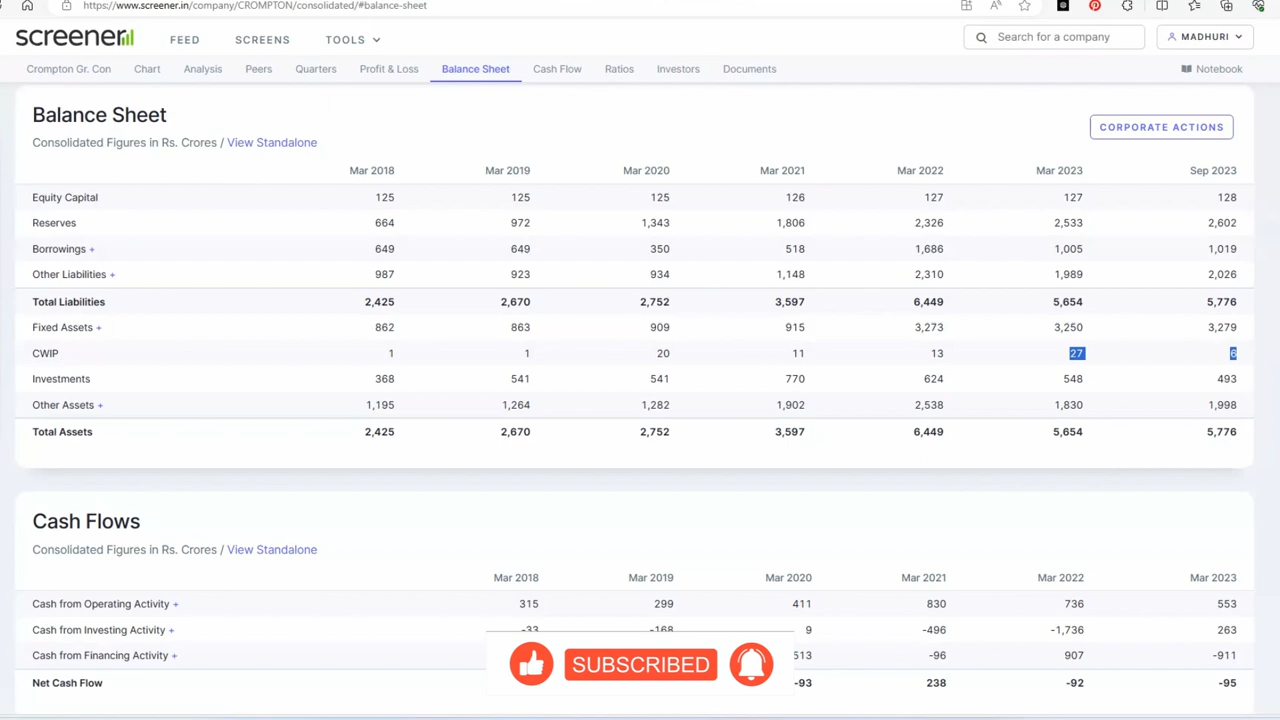 https://www.screener.in/company/CROMPTON/consolidated/#balance-sheet
screener FEED SCREENS TOOLS Search for a company MADHURI
Crompton Gr. Con Chart Analysis Peers Quarters Profit & Loss Balance Sheet Cash Flow Ratios Investors Documents Notebook
Balance Sheet
CORPORATE ACTIONS
Consolidated Figures in Rs. Crores / View Standalone
Mar 2018 Mar 2019 Mar 2020 Mar 2021 Mar 2022 Mar 2023 Sep 2023
Equity Capital 125 125 125 126 127 127 128
Reserves 664 972 1,343 1,806 2,326 2,533 2,602
Borrowings + 649 649 350 518 1,686 1,005 1,019
Other Liabilities + 987 923 934 1,148 2,310 1,989 2,026
Total Liabilities 2,425 2,670 2,752 3,597 6,449 5,654 5,776
Fixed Assets + 862 863 909 915 3,273 3,250 3,279
CWIP 1 1 20 11 13 27 6
Investments 368 541 541 770 624 548 493
Other Assets + 1,195 1,264 1,282 1,902 2,538 1,830 1,998
Total Assets 2,425 2,670 2,752 3,597 6,449 5,654 5,776
Cash Flows
Consolidated Figures in Rs. Crores / View Standalone
Mar 2018 Mar 2019 Mar 2020 Mar 2021 Mar 2022 Mar 2023
Cash from Operating Activity + 315 299 411 830 736 553
Cash from Investing Activity + -33 -168 9 -496 -1,736 263
Cash from Financing Activity + -96 907 -911
SUBSCRIBED
Net Cash Flow -93 238 -92 -95